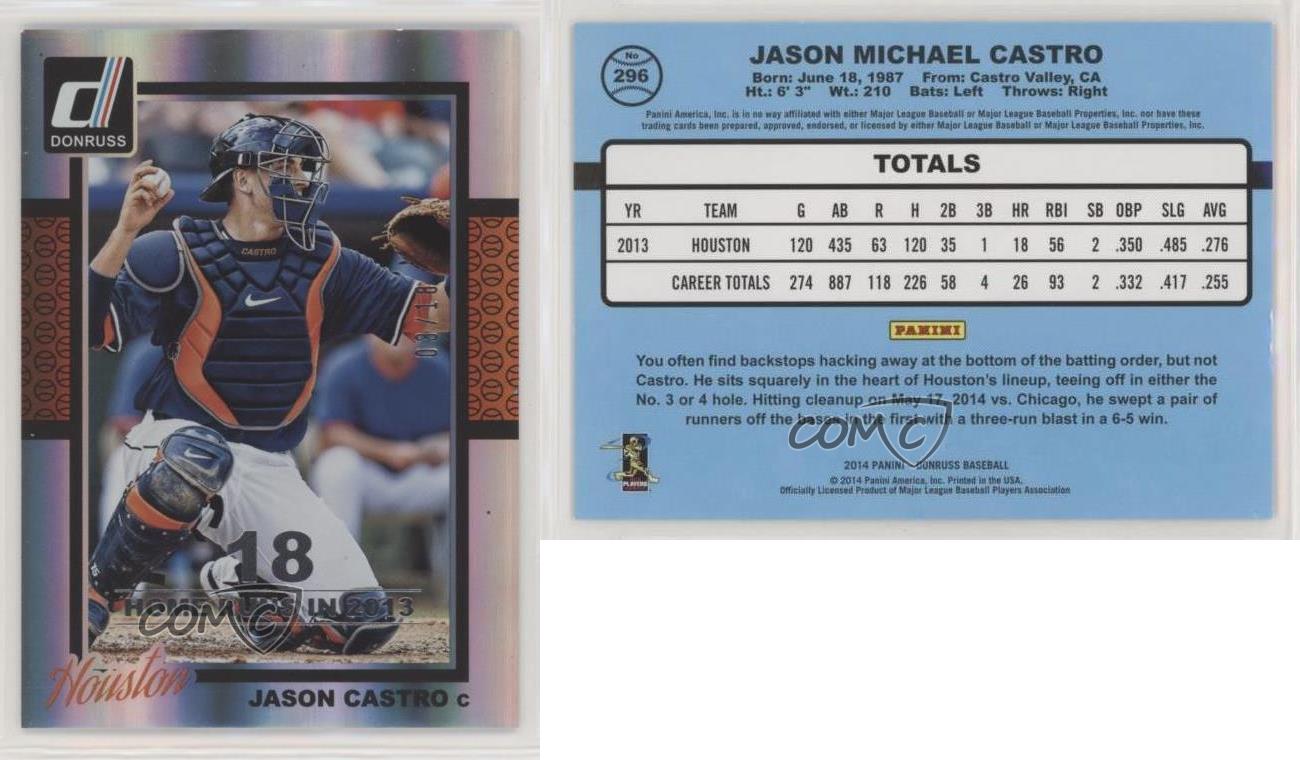 d
DONRUSS
CASTRO
08/18
18
HOME RUNS IN 2013
COMC
Houston
JASON CASTRO C
No
296
JASON MICHAEL CASTRO
Born: June 18, 1987 From: Castro Valley, CA
Ht.: 6' 3" Wt.: 210 Bats: Left Throws: Right
Panini America, Inc. is in no way affiliated with either Major League Baseball or Major League Baseball Properties, Inc. nor have these
trading cards been prepared, approved, endorsed, or licensed by either Major League Baseball or Major League Baseball Properties, Inc.
TOTALS
YR TEAM G AB R H 2B 3B HR RBI SB OBP SLG AVG
2013 HOUSTON 120 435 63 120 35 1 18 56 2 .350 .485 .276
CAREER TOTALS 274 887 118 226 58 4 26 93 2 .332 .417 .255
PANINI
You often find backstops hacking away at the bottom of the batting order, but not
Castro. He sits squarely in the heart of Houston's lineup, teeing off in either the
No. 3 or 4 hole. Hitting cleanup on May 17, 2014 vs. Chicago, he swept a pair of
runners off the bases in the first with a three-run blast in a 6-5 win.
COMC
PLAYERS
2014 PANINI - DONRUSS BASEBALL
© 2014 Panini America, Inc. Printed in the USA.
Officially Licensed Product of Major League Baseball Players Association